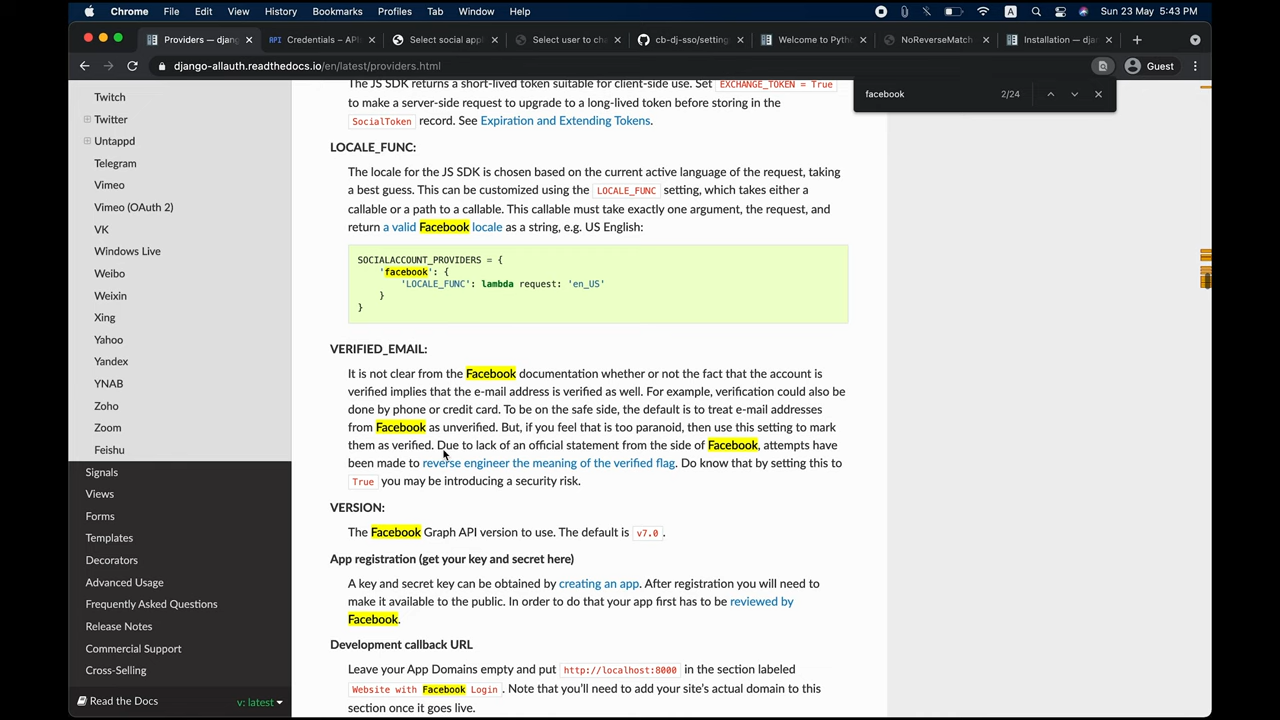 Chrome File Edit View History Bookmarks Profiles Tab Window Help
A Sun 23 May 5:43 PM
Providers — djan
API Credentials – API
Select social app
Select user to ch
cb-dj-sso/setting
Welcome to Pyth
NoReverseMatch
Installation — dja
django-allauth.readthedocs.io/en/latest/providers.html
Guest
facebook 2/24
Twitch
Twitter
Untappd
Telegram
Vimeo
Vimeo (OAuth 2)
VK
Windows Live
Weibo
Weixin
Xing
Yahoo
Yandex
YNAB
Zoho
Zoom
Feishu
Signals
Views
Forms
Templates
Decorators
Advanced Usage
Frequently Asked Questions
Release Notes
Commercial Support
Cross-Selling
Read the Docs v: latest
The JS SDK returns a short-lived token suitable for client-side use. Set EXCHANGE_TOKEN = True
to make a server-side request to upgrade to a long-lived token before storing in the
SocialToken record. See Expiration and Extending Tokens.
LOCALE_FUNC:
The locale for the JS SDK is chosen based on the current active language of the request, taking
a best guess. This can be customized using the LOCALE_FUNC setting, which takes either a
callable or a path to a callable. This callable must take exactly one argument, the request, and
return a valid Facebook locale as a string, e.g. US English:
SOCIALACCOUNT_PROVIDERS = {
'facebook': {
'LOCALE_FUNC': lambda request: 'en_US'
}
}
VERIFIED_EMAIL:
It is not clear from the Facebook documentation whether or not the fact that the account is
verified implies that the e-mail address is verified as well. For example, verification could also be
done by phone or credit card. To be on the safe side, the default is to treat e-mail addresses
from Facebook as unverified. But, if you feel that is too paranoid, then use this setting to mark
them as verified. Due to lack of an official statement from the side of Facebook, attempts have
been made to reverse engineer the meaning of the verified flag. Do know that by setting this to
True you may be introducing a security risk.
VERSION:
The Facebook Graph API version to use. The default is v7.0.
App registration (get your key and secret here)
A key and secret key can be obtained by creating an app. After registration you will need to
make it available to the public. In order to do that your app first has to be reviewed by
Facebook.
Development callback URL
Leave your App Domains empty and put http://localhost:8000 in the section labeled
Website with Facebook Login. Note that you'll need to add your site's actual domain to this
section once it goes live.